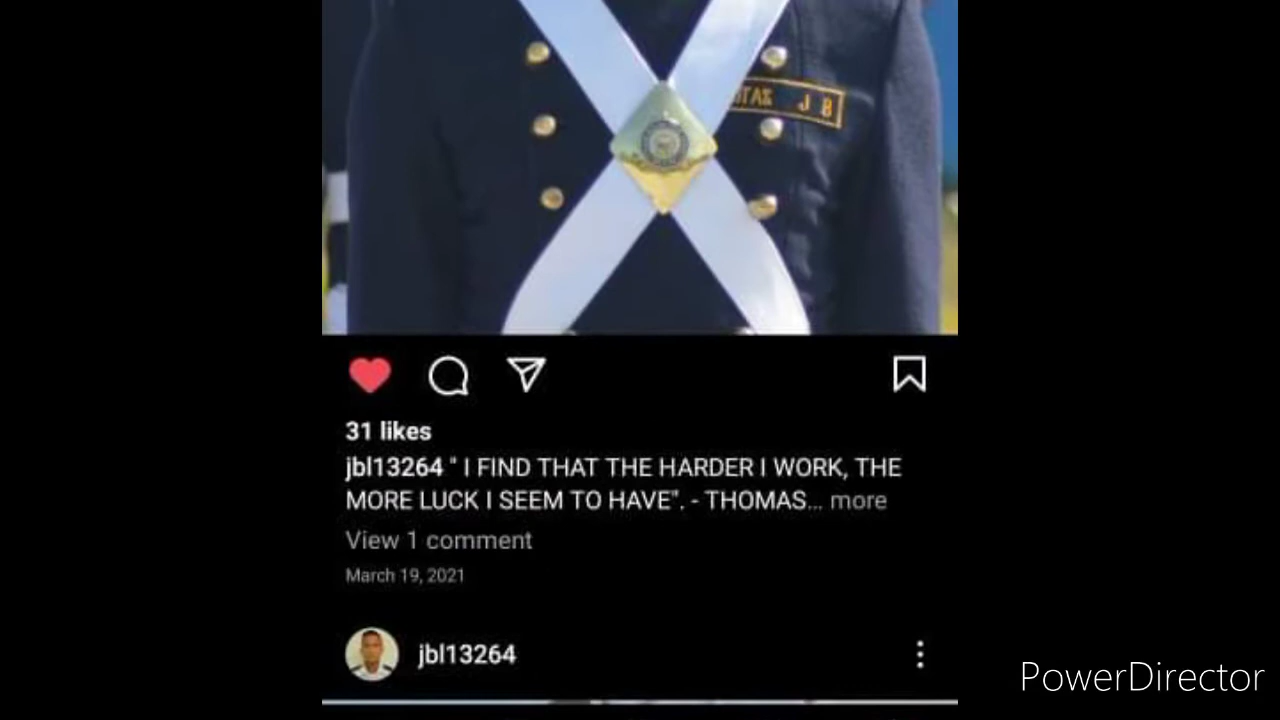 J B
31 likes
jbl13264 " I FIND THAT THE HARDER I WORK, THE
MORE LUCK I SEEM TO HAVE". - THOMAS... more
View 1 comment
March 19, 2021
jbl13264
PowerDirector